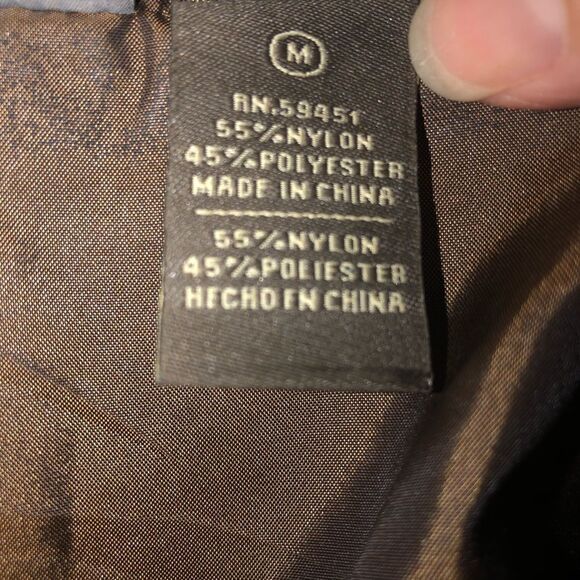 M
RN.59451
55%NYLON
45%POLYESTER
MADE IN CHINA
55%NYLON
45%POLIESTER
HECHO EN CHINA